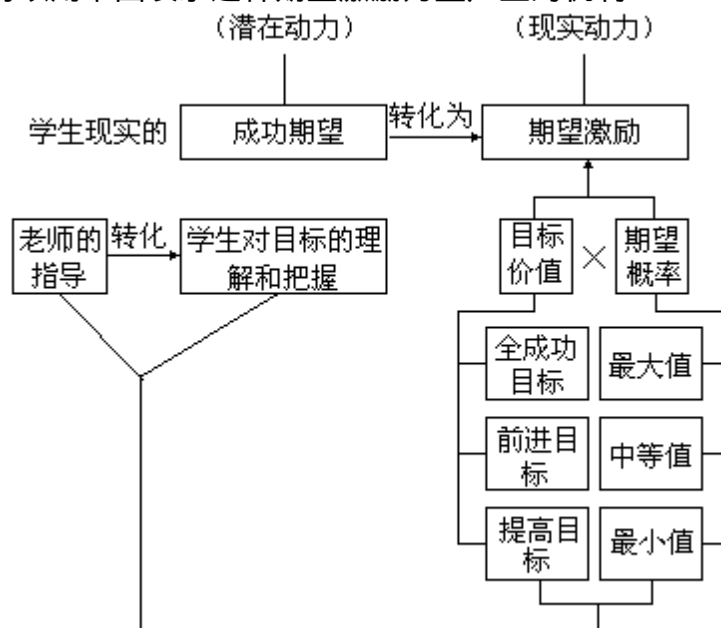 （潜在动力） （现实动力）
学生现实的 成功期望 转化为 期望激励
老师的 转化 学生对目标的理 目标 × 期望
指导 解和把握 价值 概率
全成功 最大值
目标
前进目 中等值
标
提高目 最小值
标